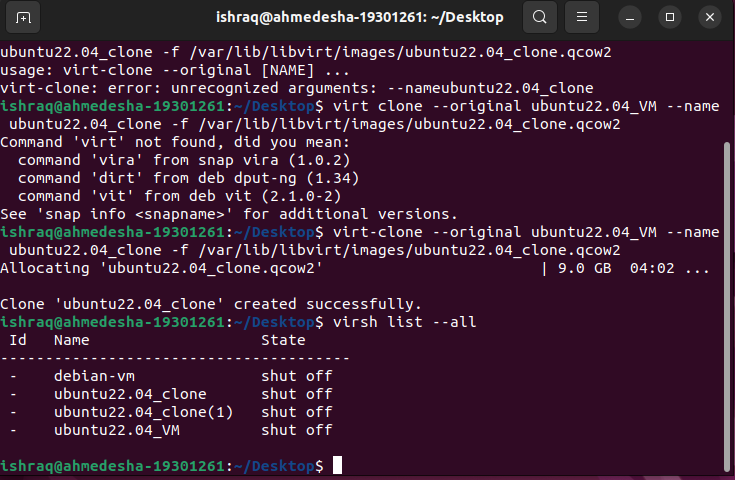 ishraq@ahmedesha-19301261: ~/Desktop
ubuntu22.04_clone -f /var/lib/libvirt/images/ubuntu22.04_clone.qcow2
usage: virt-clone --original [NAME] ...
virt-clone: error: unrecognized arguments: --nameubuntu22.04_clone
ishraq@ahmedesha-19301261:~/Desktop$ virt clone --original ubuntu22.04_VM --name
ubuntu22.04_clone -f /var/lib/libvirt/images/ubuntu22.04_clone.qcow2
Command 'virt' not found, did you mean:
command 'vira' from snap vira (1.0.2)
command 'dirt' from deb dput-ng (1.34)
command 'vit' from deb vit (2.1.0-2)
See 'snap info <snapname>' for additional versions.
ishraq@ahmedesha-19301261:~/Desktop$ virt-clone --original ubuntu22.04_VM --name
ubuntu22.04_clone -f /var/lib/libvirt/images/ubuntu22.04_clone.qcow2
Allocating 'ubuntu22.04_clone.qcow2' | 9.0 GB 04:02 ...
Clone 'ubuntu22.04_clone' created successfully.
ishraq@ahmedesha-19301261:~/Desktop$ virsh list --all
Id Name State
---------------------------------------
- debian-vm shut off
- ubuntu22.04_clone shut off
- ubuntu22.04_clone(1) shut off
- ubuntu22.04_VM shut off
ishraq@ahmedesha-19301261:~/Desktop$